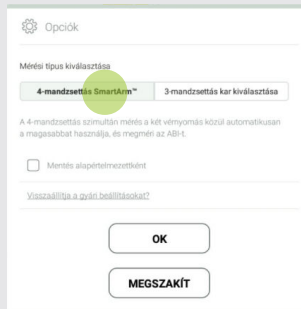 Opciók
Mérési típus kiválasztása
4-mandzsettás SmartArm™ 3-mandzsettás kar kiválasztása
A 4-mandzsettás szimultán mérés a két vérnyomás közül automatikusan
a magasabbat használja, és megméri az ABI-t.
Mentés alapértelmezettként
Visszaállítja a gyári beállításokat?
OK
MEGSZAKÍT